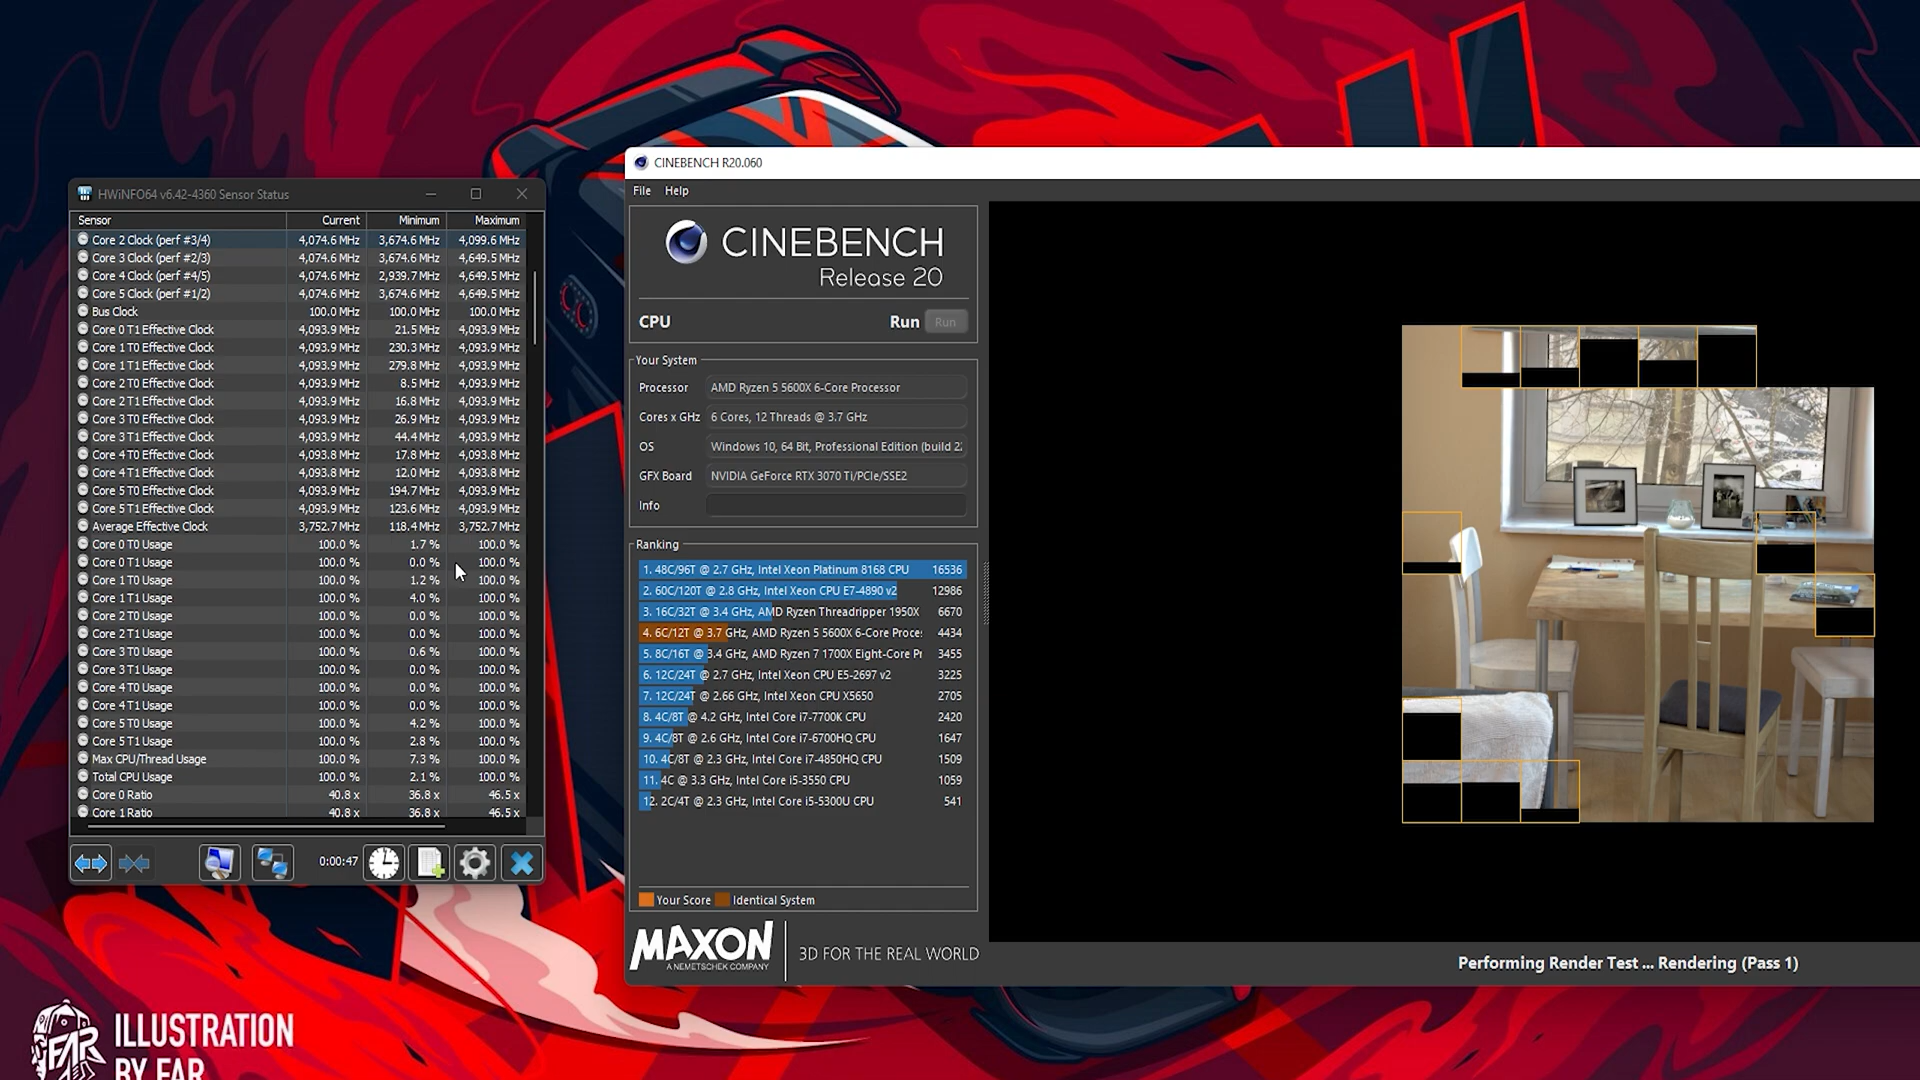 HWiNFO64 v6.42-4360 Sensor Status
Sensor Current Minimum Maximum
Core 2 Clock (perf #3/4) 4,074.6 MHz 3,674.6 MHz 4,099.6 MHz
Core 3 Clock (perf #2/3) 4,074.6 MHz 3,674.6 MHz 4,649.5 MHz
Core 4 Clock (perf #4/5) 4,074.6 MHz 2,939.7 MHz 4,649.5 MHz
Core 5 Clock (perf #1/2) 4,074.6 MHz 3,674.6 MHz 4,649.5 MHz
Bus Clock 100.0 MHz 100.0 MHz 100.0 MHz
Core 0 T1 Effective Clock 4,093.9 MHz 21.5 MHz 4,093.9 MHz
Core 1 T0 Effective Clock 4,093.9 MHz 230.3 MHz 4,093.9 MHz
Core 1 T1 Effective Clock 4,093.9 MHz 279.8 MHz 4,093.9 MHz
Core 2 T0 Effective Clock 4,093.9 MHz 8.5 MHz 4,093.9 MHz
Core 2 T1 Effective Clock 4,093.9 MHz 16.8 MHz 4,093.9 MHz
Core 3 T0 Effective Clock 4,093.9 MHz 26.9 MHz 4,093.9 MHz
Core 3 T1 Effective Clock 4,093.9 MHz 44.4 MHz 4,093.9 MHz
Core 4 T0 Effective Clock 4,093.8 MHz 17.8 MHz 4,093.8 MHz
Core 4 T1 Effective Clock 4,093.8 MHz 12.0 MHz 4,093.8 MHz
Core 5 T0 Effective Clock 4,093.9 MHz 194.7 MHz 4,093.9 MHz
Core 5 T1 Effective Clock 4,093.9 MHz 123.6 MHz 4,093.9 MHz
Average Effective Clock 3,752.7 MHz 118.4 MHz 3,752.7 MHz
Core 0 T0 Usage 100.0 % 1.7 % 100.0 %
Core 0 T1 Usage 100.0 % 0.0 % 100.0 %
Core 1 T0 Usage 100.0 % 1.2 % 100.0 %
Core 1 T1 Usage 100.0 % 4.0 % 100.0 %
Core 2 T0 Usage 100.0 % 0.0 % 100.0 %
Core 2 T1 Usage 100.0 % 0.0 % 100.0 %
Core 3 T0 Usage 100.0 % 0.6 % 100.0 %
Core 3 T1 Usage 100.0 % 0.0 % 100.0 %
Core 4 T0 Usage 100.0 % 0.0 % 100.0 %
Core 4 T1 Usage 100.0 % 0.0 % 100.0 %
Core 5 T0 Usage 100.0 % 4.2 % 100.0 %
Core 5 T1 Usage 100.0 % 2.8 % 100.0 %
Max CPU/Thread Usage 100.0 % 7.3 % 100.0 %
Total CPU Usage 100.0 % 2.1 % 100.0 %
Core 0 Ratio 40.8 x 36.8 x 46.5 x
Core 1 Ratio 40.8 x 36.8 x 46.5 x
0:00:47
CINEBENCH R20.060
File Help
CINEBENCH
Release 20
CPU Run Run
Your System
Processor AMD Ryzen 5 5600X 6-Core Processor
Cores x GHz 6 Cores, 12 Threads @ 3.7 GHz
OS Windows 10, 64 Bit, Professional Edition (build 22
GFX Board NVIDIA GeForce RTX 3070 Ti/PCIe/SSE2
Info
Ranking
1. 48C/96T @ 2.7 GHz, Intel Xeon Platinum 8168 CPU 16536
2. 60C/120T @ 2.8 GHz, Intel Xeon CPU E7-4890 v2 12986
3. 16C/32T @ 3.4 GHz, AMD Ryzen Threadripper 1950X 6670
4. 6C/12T @ 3.7 GHz, AMD Ryzen 5 5600X 6-Core Proce: 4434
5. 8C/16T @ 3.4 GHz, AMD Ryzen 7 1700X Eight-Core Pr 3455
6. 12C/24T @ 2.7 GHz, Intel Xeon CPU E5-2697 v2 3225
7. 12C/24T @ 2.66 GHz, Intel Xeon CPU X5650 2705
8. 4C/8T @ 4.2 GHz, Intel Core i7-7700K CPU 2420
9. 4C/8T @ 2.6 GHz, Intel Core i7-6700HQ CPU 1647
10. 4C/8T @ 2.3 GHz, Intel Core i7-4850HQ CPU 1509
11. 4C @ 3.3 GHz, Intel Core i5-3550 CPU 1059
12. 2C/4T @ 2.3 GHz, Intel Core i5-5300U CPU 541
Your Score Identical System
MAXON
A NEMETSCHEK COMPANY
3D FOR THE REAL WORLD
Performing Render Test ... Rendering (Pass 1)
FAR
ILLUSTRATION
BY FAR